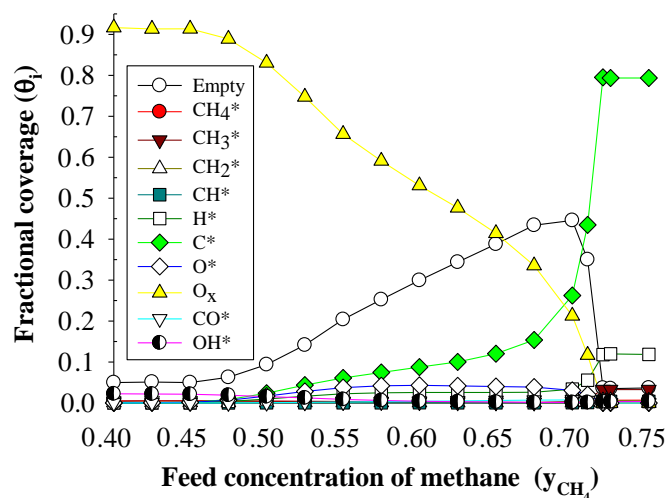 Fractional coverage (θi)
0.9
0.8
0.7
0.6
0.5
0.4
0.3
0.2
0.1
0.0
Empty
CH4*
CH3*
CH2*
CH*
H*
C*
O*
Ox
CO*
OH*
0.40 0.45 0.50 0.55 0.60 0.65 0.70 0.75
Feed concentration of methane (yCH4)